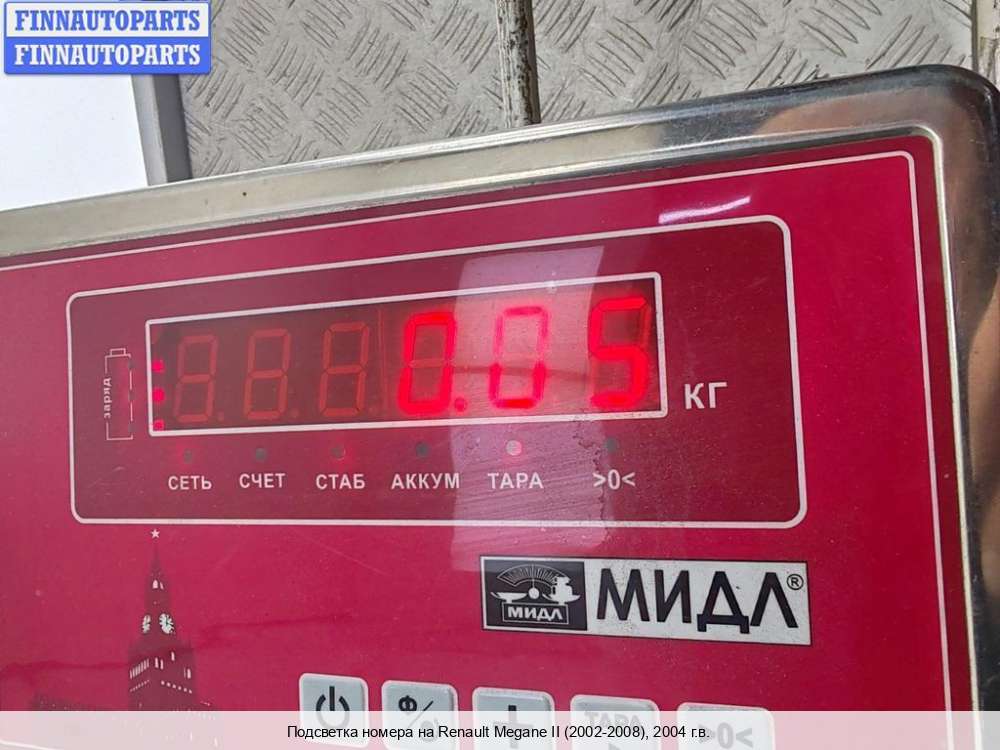 FINNAUTOPARTS
FINNAUTOPARTS
заряд
0.05 КГ
СЕТЬ СЧЕТ СТАБ АККУМ ТАРА >0<
МИДЛ МИДЛ®
Ф
ТАРА
>0<
Подсветка номера на Renault Megane II (2002-2008), 2004 г.в.